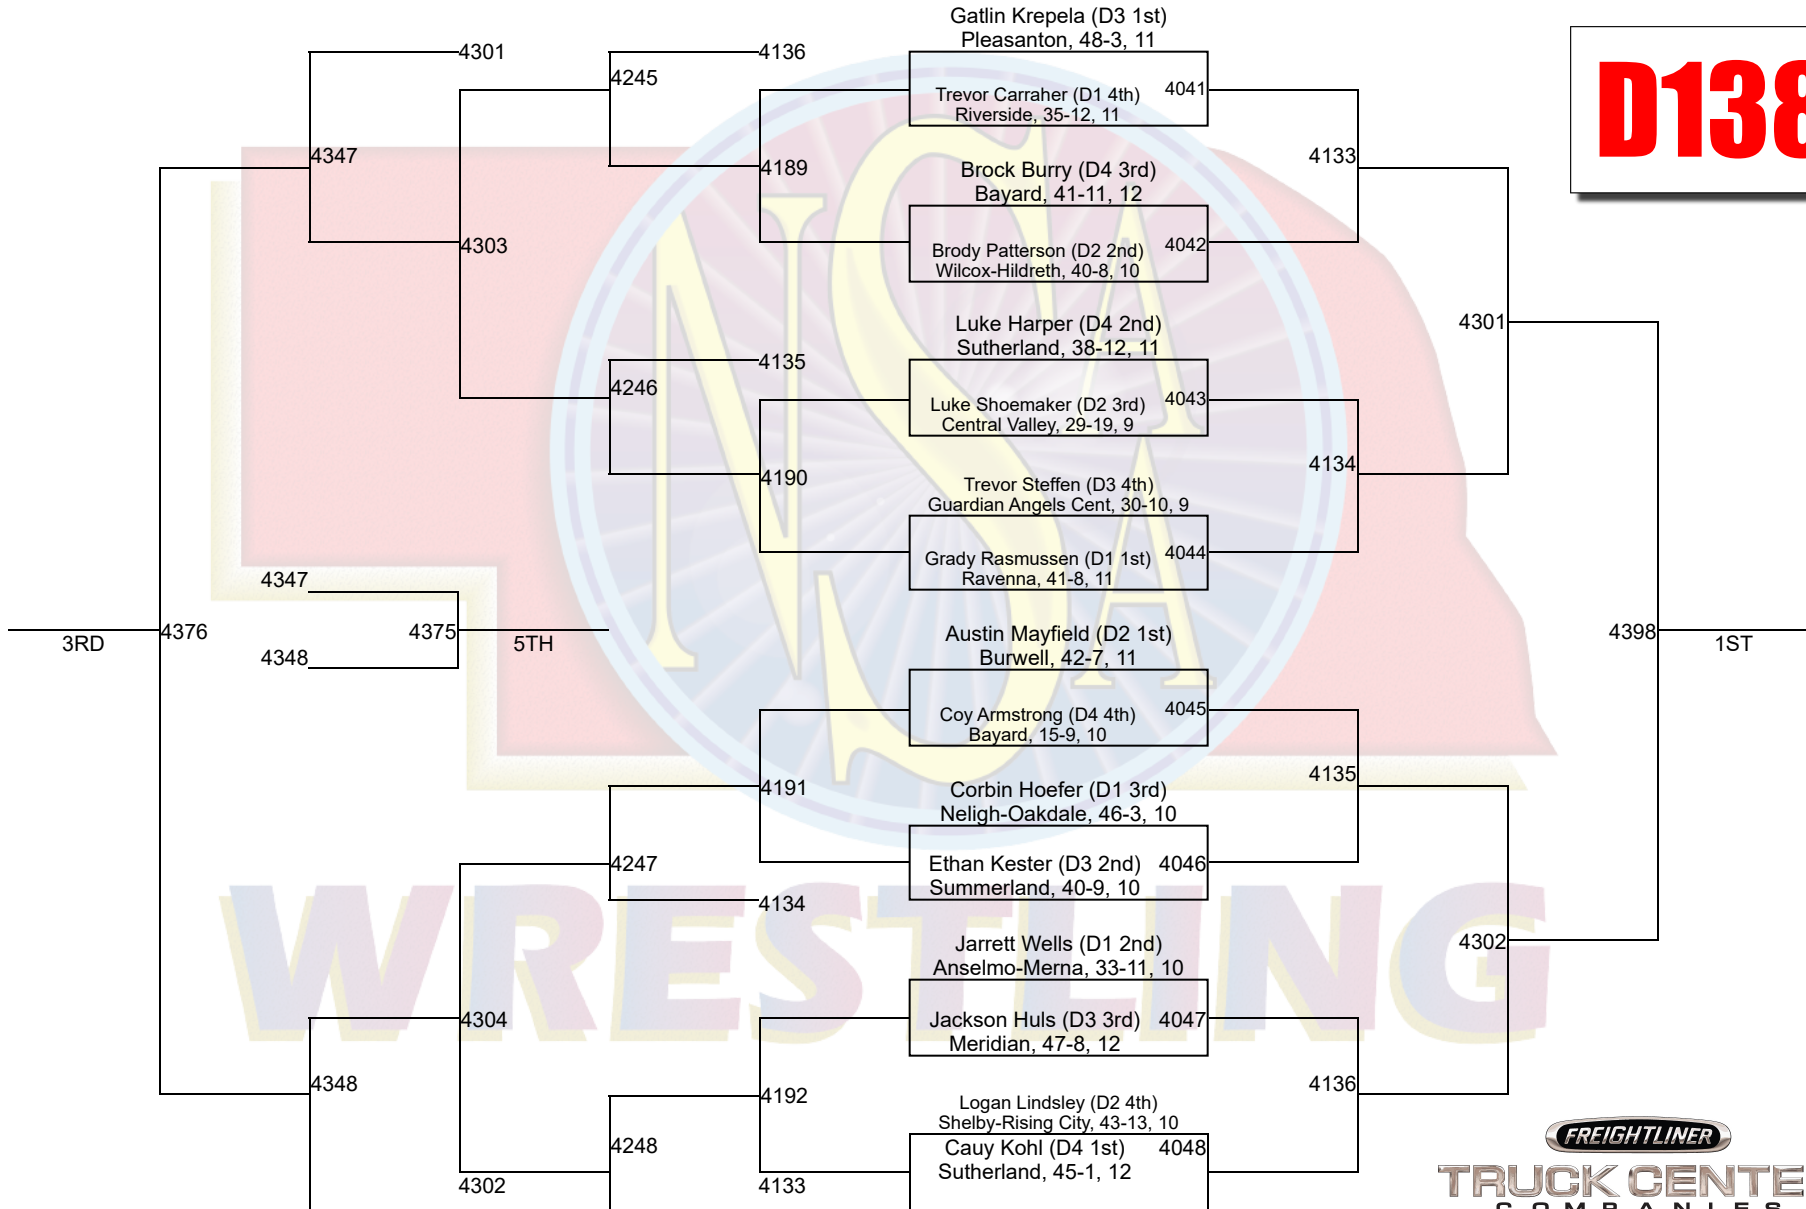 Gatlin Krepela (D3 1st)
Pleasanton, 48-3, 11
4301
4136
4245
Trevor Carraher (D1 4th)
Riverside, 35-12, 11
4041
D138
4347
4189
4133
Brock Burry (D4 3rd)
Bayard, 41-11, 12
4303
Brody Patterson (D2 2nd)
Wilcox-Hildreth, 40-8, 10
4042
Luke Harper (D4 2nd)
Sutherland, 38-12, 11
4301
4135
4246
Luke Shoemaker (D2 3rd)
Central Valley, 29-19, 9
4043
4190
4134
Trevor Steffen (D3 4th)
Guardian Angels Cent, 30-10, 9
Grady Rasmussen (D1 1st)
Ravenna, 41-8, 11
4044
4347
4376
3RD
4375
5TH
4348
Austin Mayfield (D2 1st)
Burwell, 42-7, 11
4398
1ST
Coy Armstrong (D4 4th)
Bayard, 15-9, 10
4045
4191
4135
Corbin Hoefer (D1 3rd)
Neligh-Oakdale, 46-3, 10
4247
Ethan Kester (D3 2nd)
Summerland, 40-9, 10
4046
4134
Jarrett Wells (D1 2nd)
Anselmo-Merna, 33-11, 10
4302
4304
Jackson Huls (D3 3rd)
Meridian, 47-8, 12
4047
4348
4192
4136
Logan Lindsley (D2 4th)
Shelby-Rising City, 43-13, 10
4248
Cauy Kohl (D4 1st)
Sutherland, 45-1, 12
4048
4302
4133
NSAA
WRESTLING
FREIGHTLINER
TRUCK CENTE
COMPANIES